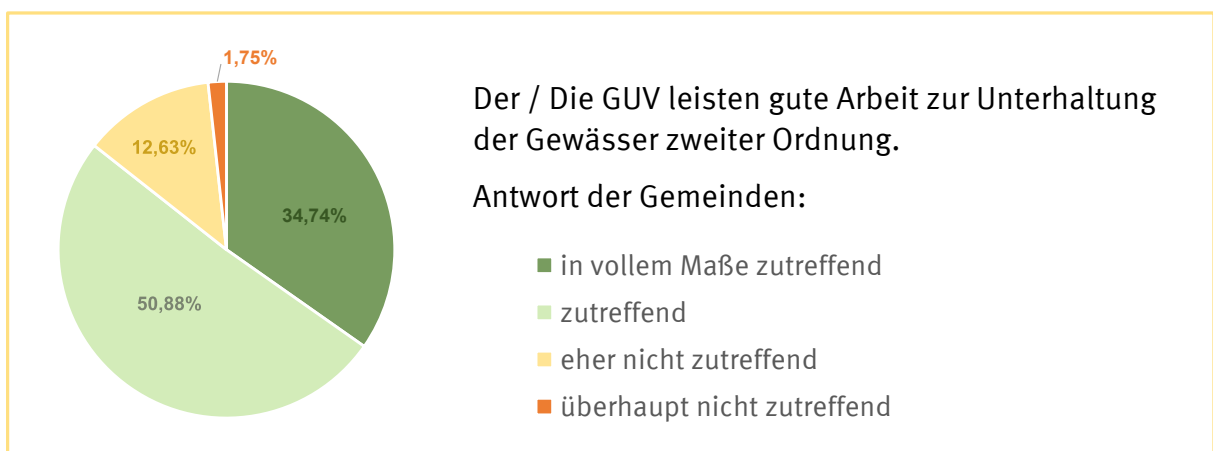 1,75%
12,63%
34,74%
50,88%
Der / Die GUV leisten gute Arbeit zur Unterhaltung
der Gewässer zweiter Ordnung.
Antwort der Gemeinden:
in vollem Maße zutreffend
zutreffend
eher nicht zutreffend
überhaupt nicht zutreffend